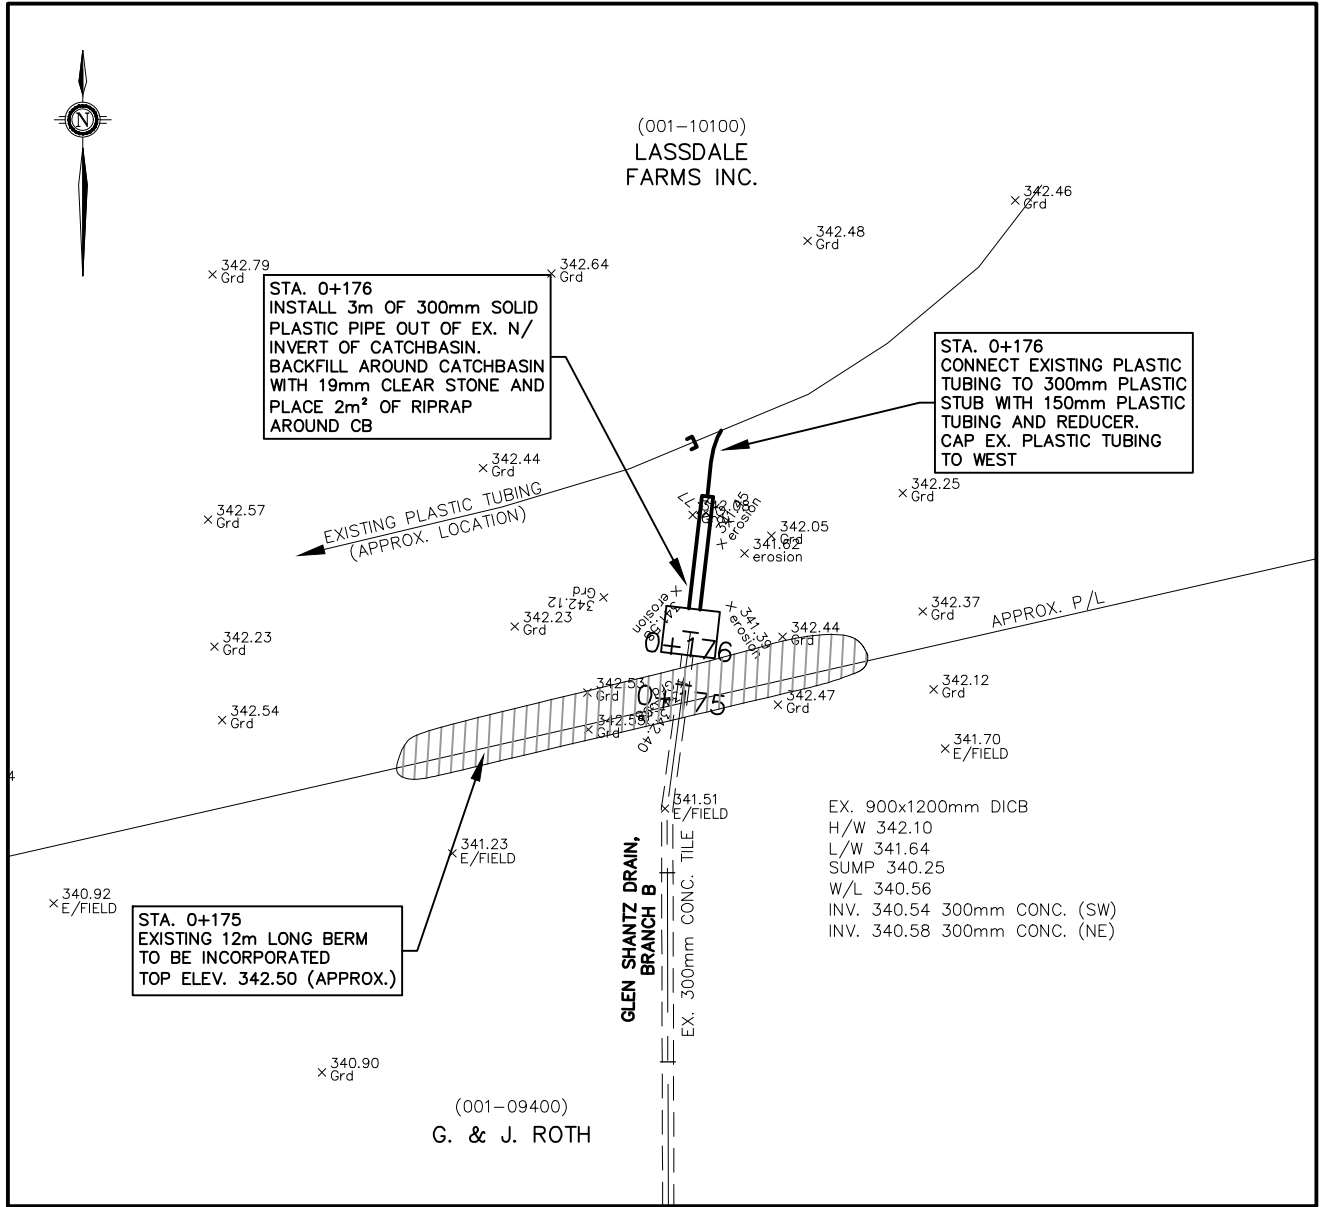 N
(001-10100)
LASSDALE
FARMS INC.
342.46
Grd
342.48
Grd
342.79
Grd
342.64
Grd
STA. 0+176
INSTALL 3m OF 300mm SOLID
PLASTIC PIPE OUT OF EX. N/
INVERT OF CATCHBASIN.
BACKFILL AROUND CATCHBASIN
WITH 19mm CLEAR STONE AND
PLACE 2m² OF RIPRAP
AROUND CB
STA. 0+176
CONNECT EXISTING PLASTIC
TUBING TO 300mm PLASTIC
STUB WITH 150mm PLASTIC
TUBING AND REDUCER.
CAP EX. PLASTIC TUBING
TO WEST
342.44
Grd
342.25
Grd
342.57
Grd
EXISTING PLASTIC TUBING
(APPROX. LOCATION)
erosion
342.05
Grd
341.62
erosion
342.12
Grd
342.23
Grd
erosion
341.39
erosion
342.37
Grd
APPROX. P/L
342.23
Grd
342.44
Grd
0+176
342.53
Grd
0+175
342.12
Grd
342.47
Grd
342.54
Grd
Grd
342.40
341.70
E/FIELD
4
341.51
E/FIELD
341.23
E/FIELD
EX. 900x1200mm DICB
H/W 342.10
L/W 341.64
SUMP 340.25
W/L 340.56
INV. 340.54 300mm CONC. (SW)
INV. 340.58 300mm CONC. (NE)
340.92
E/FIELD
STA. 0+175
EXISTING 12m LONG BERM
TO BE INCORPORATED
TOP ELEV. 342.50 (APPROX.)
GLEN SHANTZ DRAIN,
BRANCH B
EX. 300mm CONC. TILE
340.90
Grd
(001-09400)
G. & J. ROTH